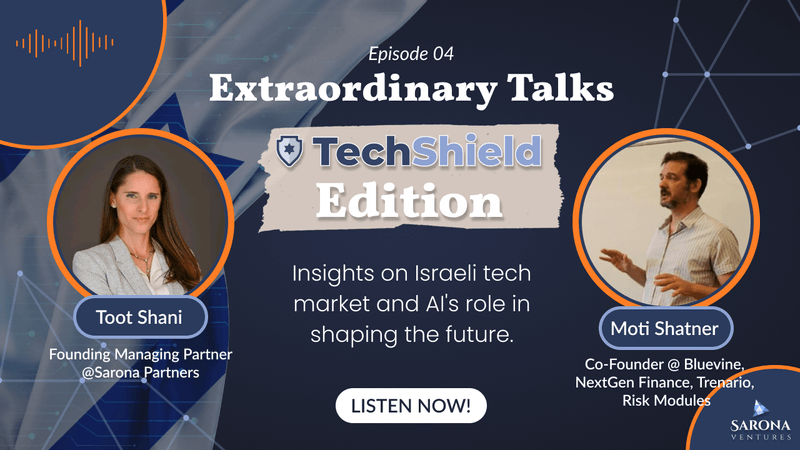 Episode 04
Extraordinary Talks
TechShield
Edition
Insights on Israeli tech
market and AI's role in
shaping the future.
Toot Shani
Founding Managing Partner
@Sarona Partners
Moti Shatner
Co-Founder @ Bluevine,
NextGen Finance, Trenario,
Risk Modules
LISTEN NOW!
SARONA
VENTURES